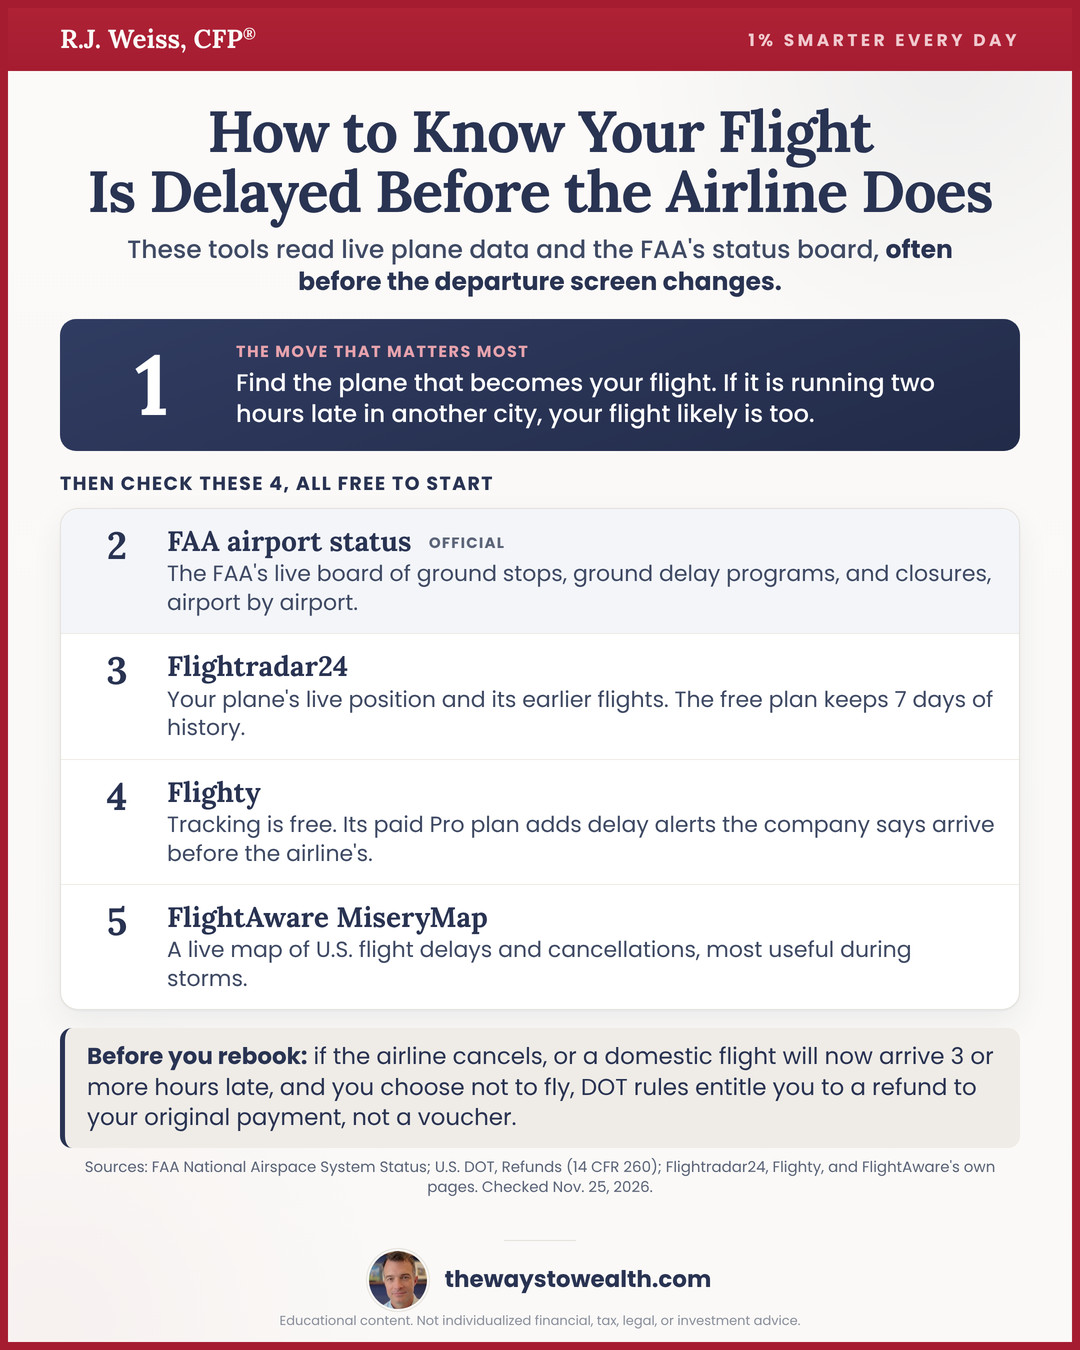 R.J. Weiss, CFP®
1% SMARTER EVERY DAY
How to Know Your Flight
Is Delayed Before the Airline Does
These tools read live plane data and the FAA's status board, often
before the departure screen changes.
1
THE MOVE THAT MATTERS MOST
Find the plane that becomes your flight. If it is running two
hours late in another city, your flight likely is too.
THEN CHECK THESE 4, ALL FREE TO START
2
FAA airport status OFFICIAL
The FAA's live board of ground stops, ground delay programs, and closures,
airport by airport.
3
Flightradar24
Your plane's live position and its earlier flights. The free plan keeps 7 days of
history.
4
Flighty
Tracking is free. Its paid Pro plan adds delay alerts the company says arrive
before the airline's.
5
FlightAware MiseryMap
A live map of U.S. flight delays and cancellations, most useful during
storms.
Before you rebook: if the airline cancels, or a domestic flight will now arrive 3 or
more hours late, and you choose not to fly, DOT rules entitle you to a refund to
your original payment, not a voucher.
Sources: FAA National Airspace System Status; U.S. DOT, Refunds (14 CFR 260); Flightradar24, Flighty, and FlightAware's own
pages. Checked Nov. 25, 2026.
thewaystowealth.com
Educational content. Not individualized financial, tax, legal, or investment advice.